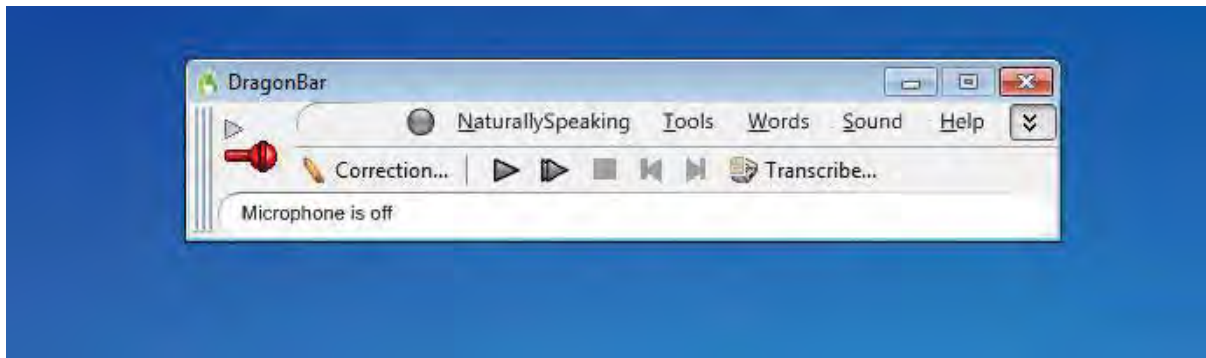 DragonBar
NaturallySpeaking Tools Words Sound Help
Correction... Transcribe...
Microphone is off